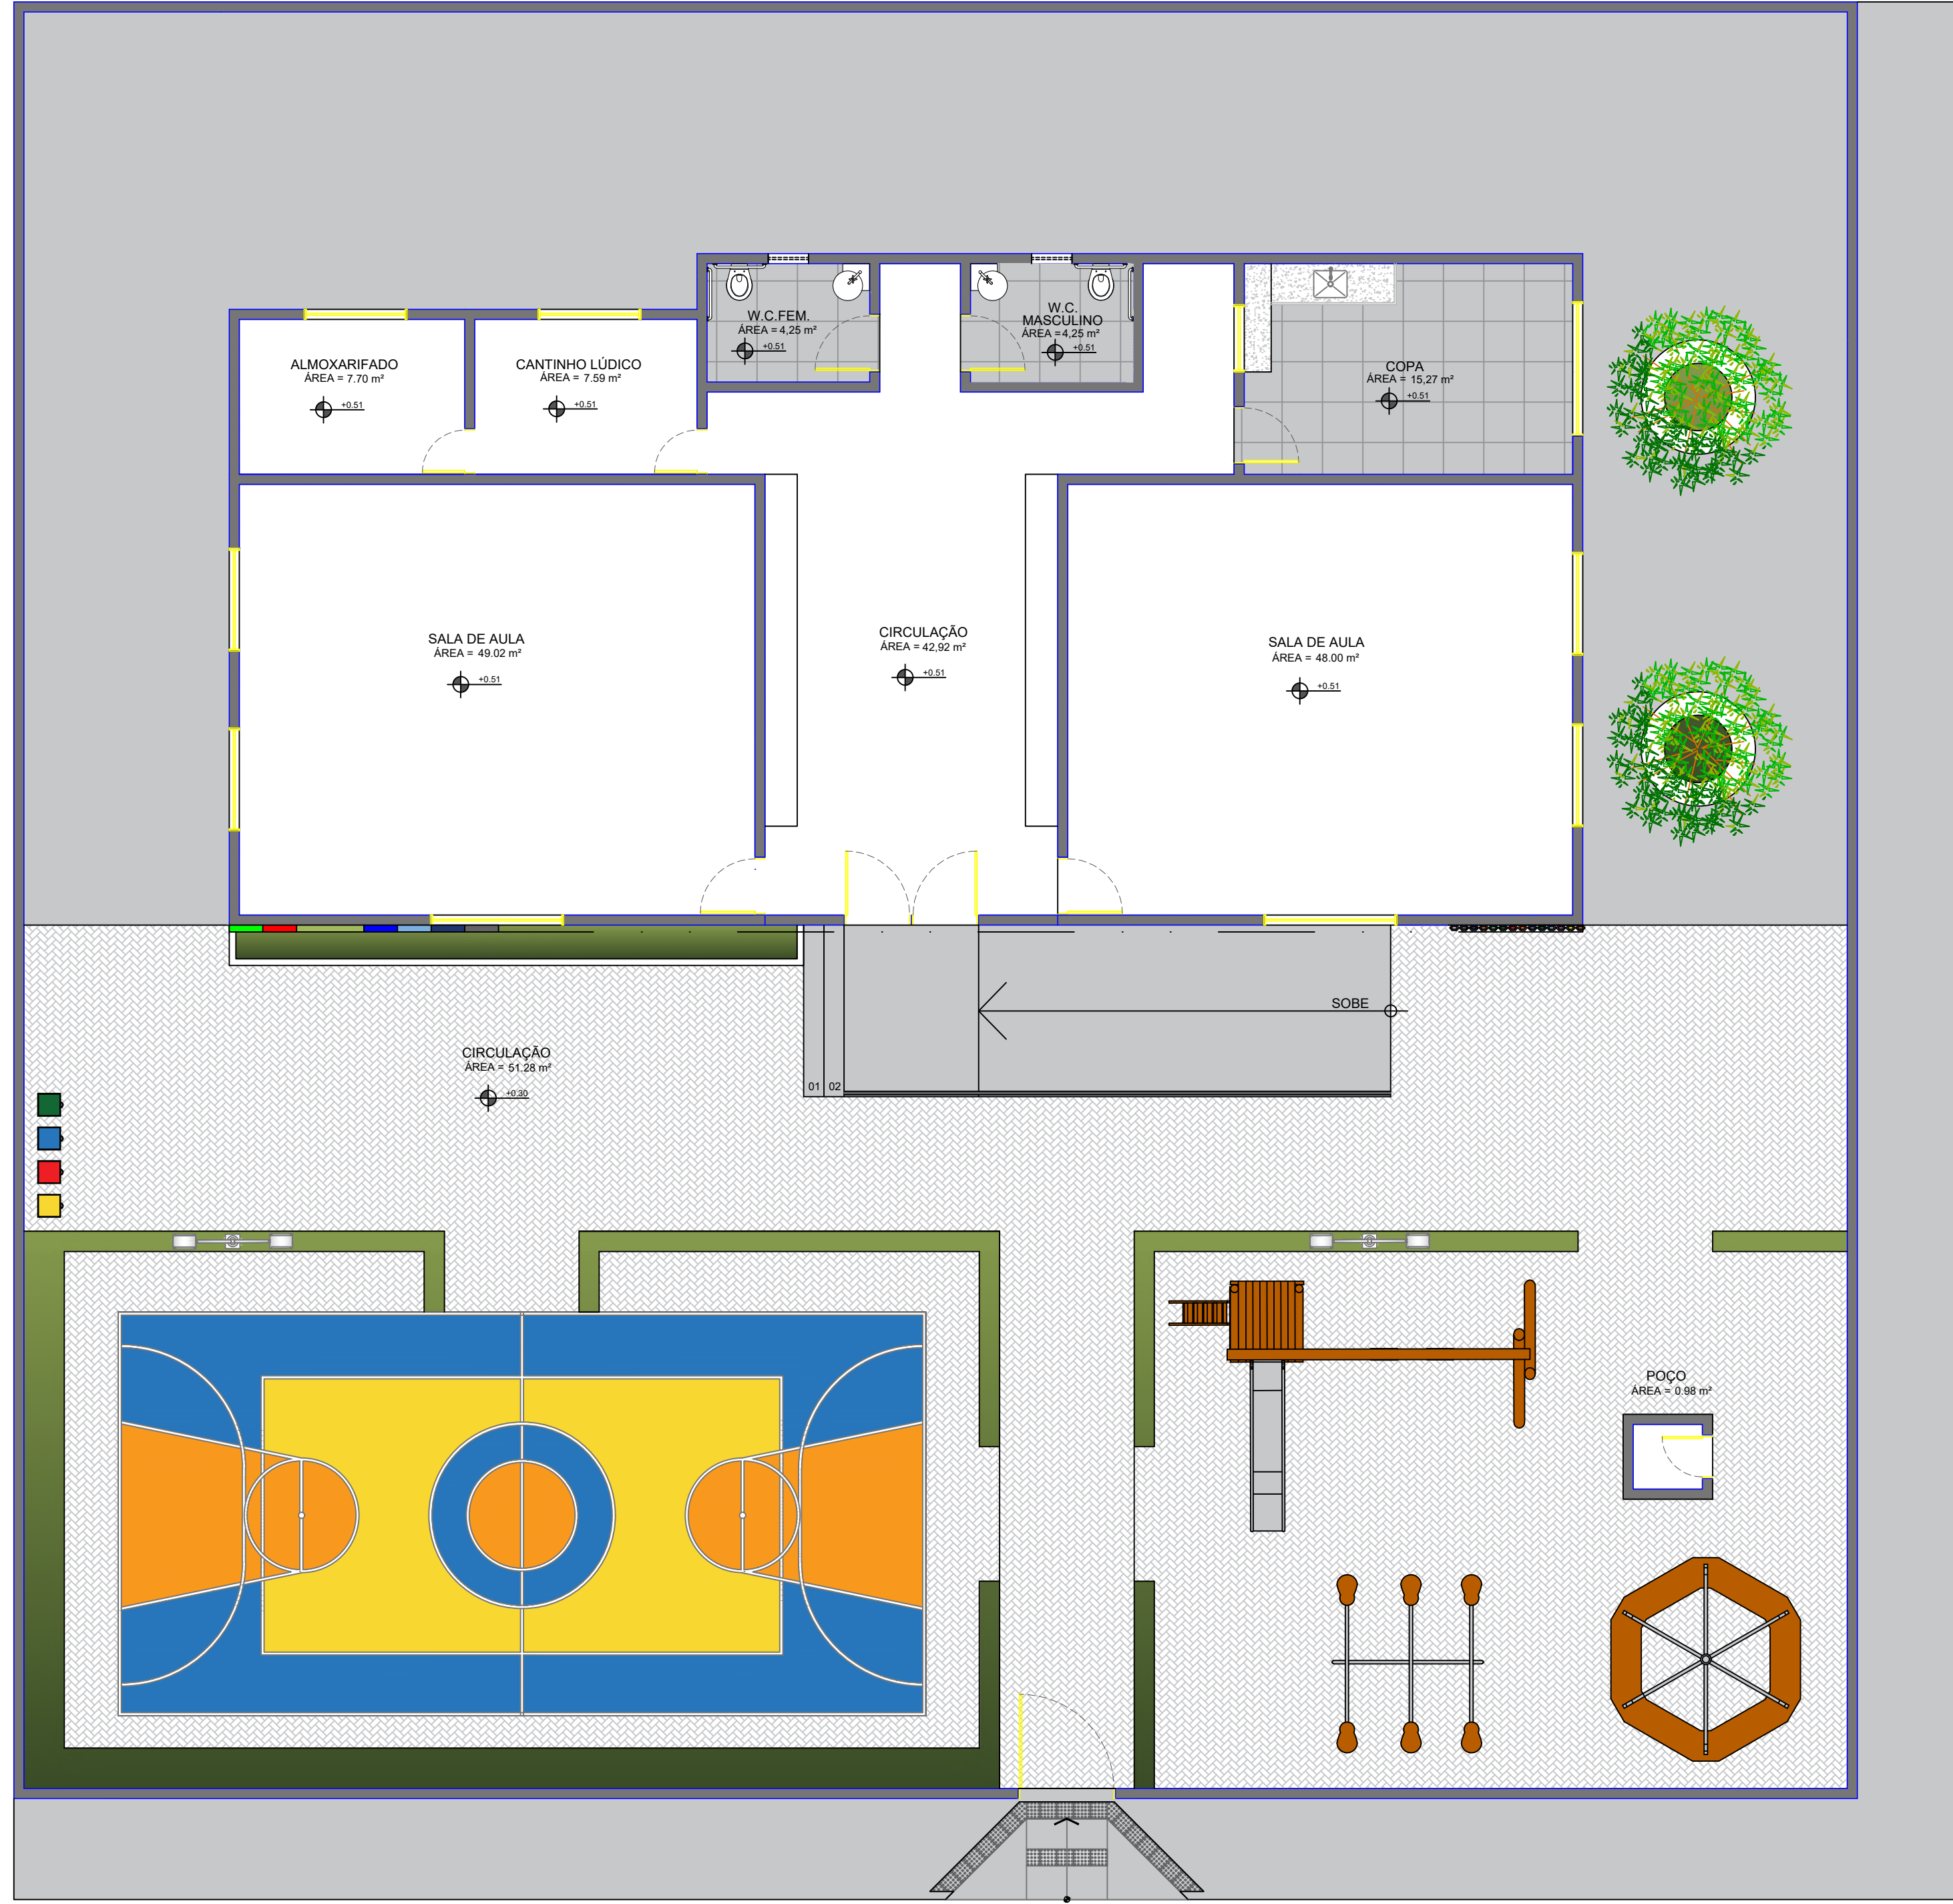 W.C.FEM.
ÁREA = 4,25 m²
+0.51
W.C.
MASCULINO
ÁREA = 4,25 m²
+0.51
ALMOXARIFADO
ÁREA = 7.70 m²
+0.51
CANTINHO LÚDICO
ÁREA = 7.59 m²
+0.51
COPA
ÁREA = 15,27 m²
+0.51
SALA DE AULA
ÁREA = 49.02 m²
+0.51
CIRCULAÇÃO
ÁREA = 42,92 m²
+0.51
SALA DE AULA
ÁREA = 48.00 m²
+0.51
SOBE
CIRCULAÇÃO
ÁREA = 51.28 m²
+0.30
01 02
POÇO
ÁREA = 0.98 m²